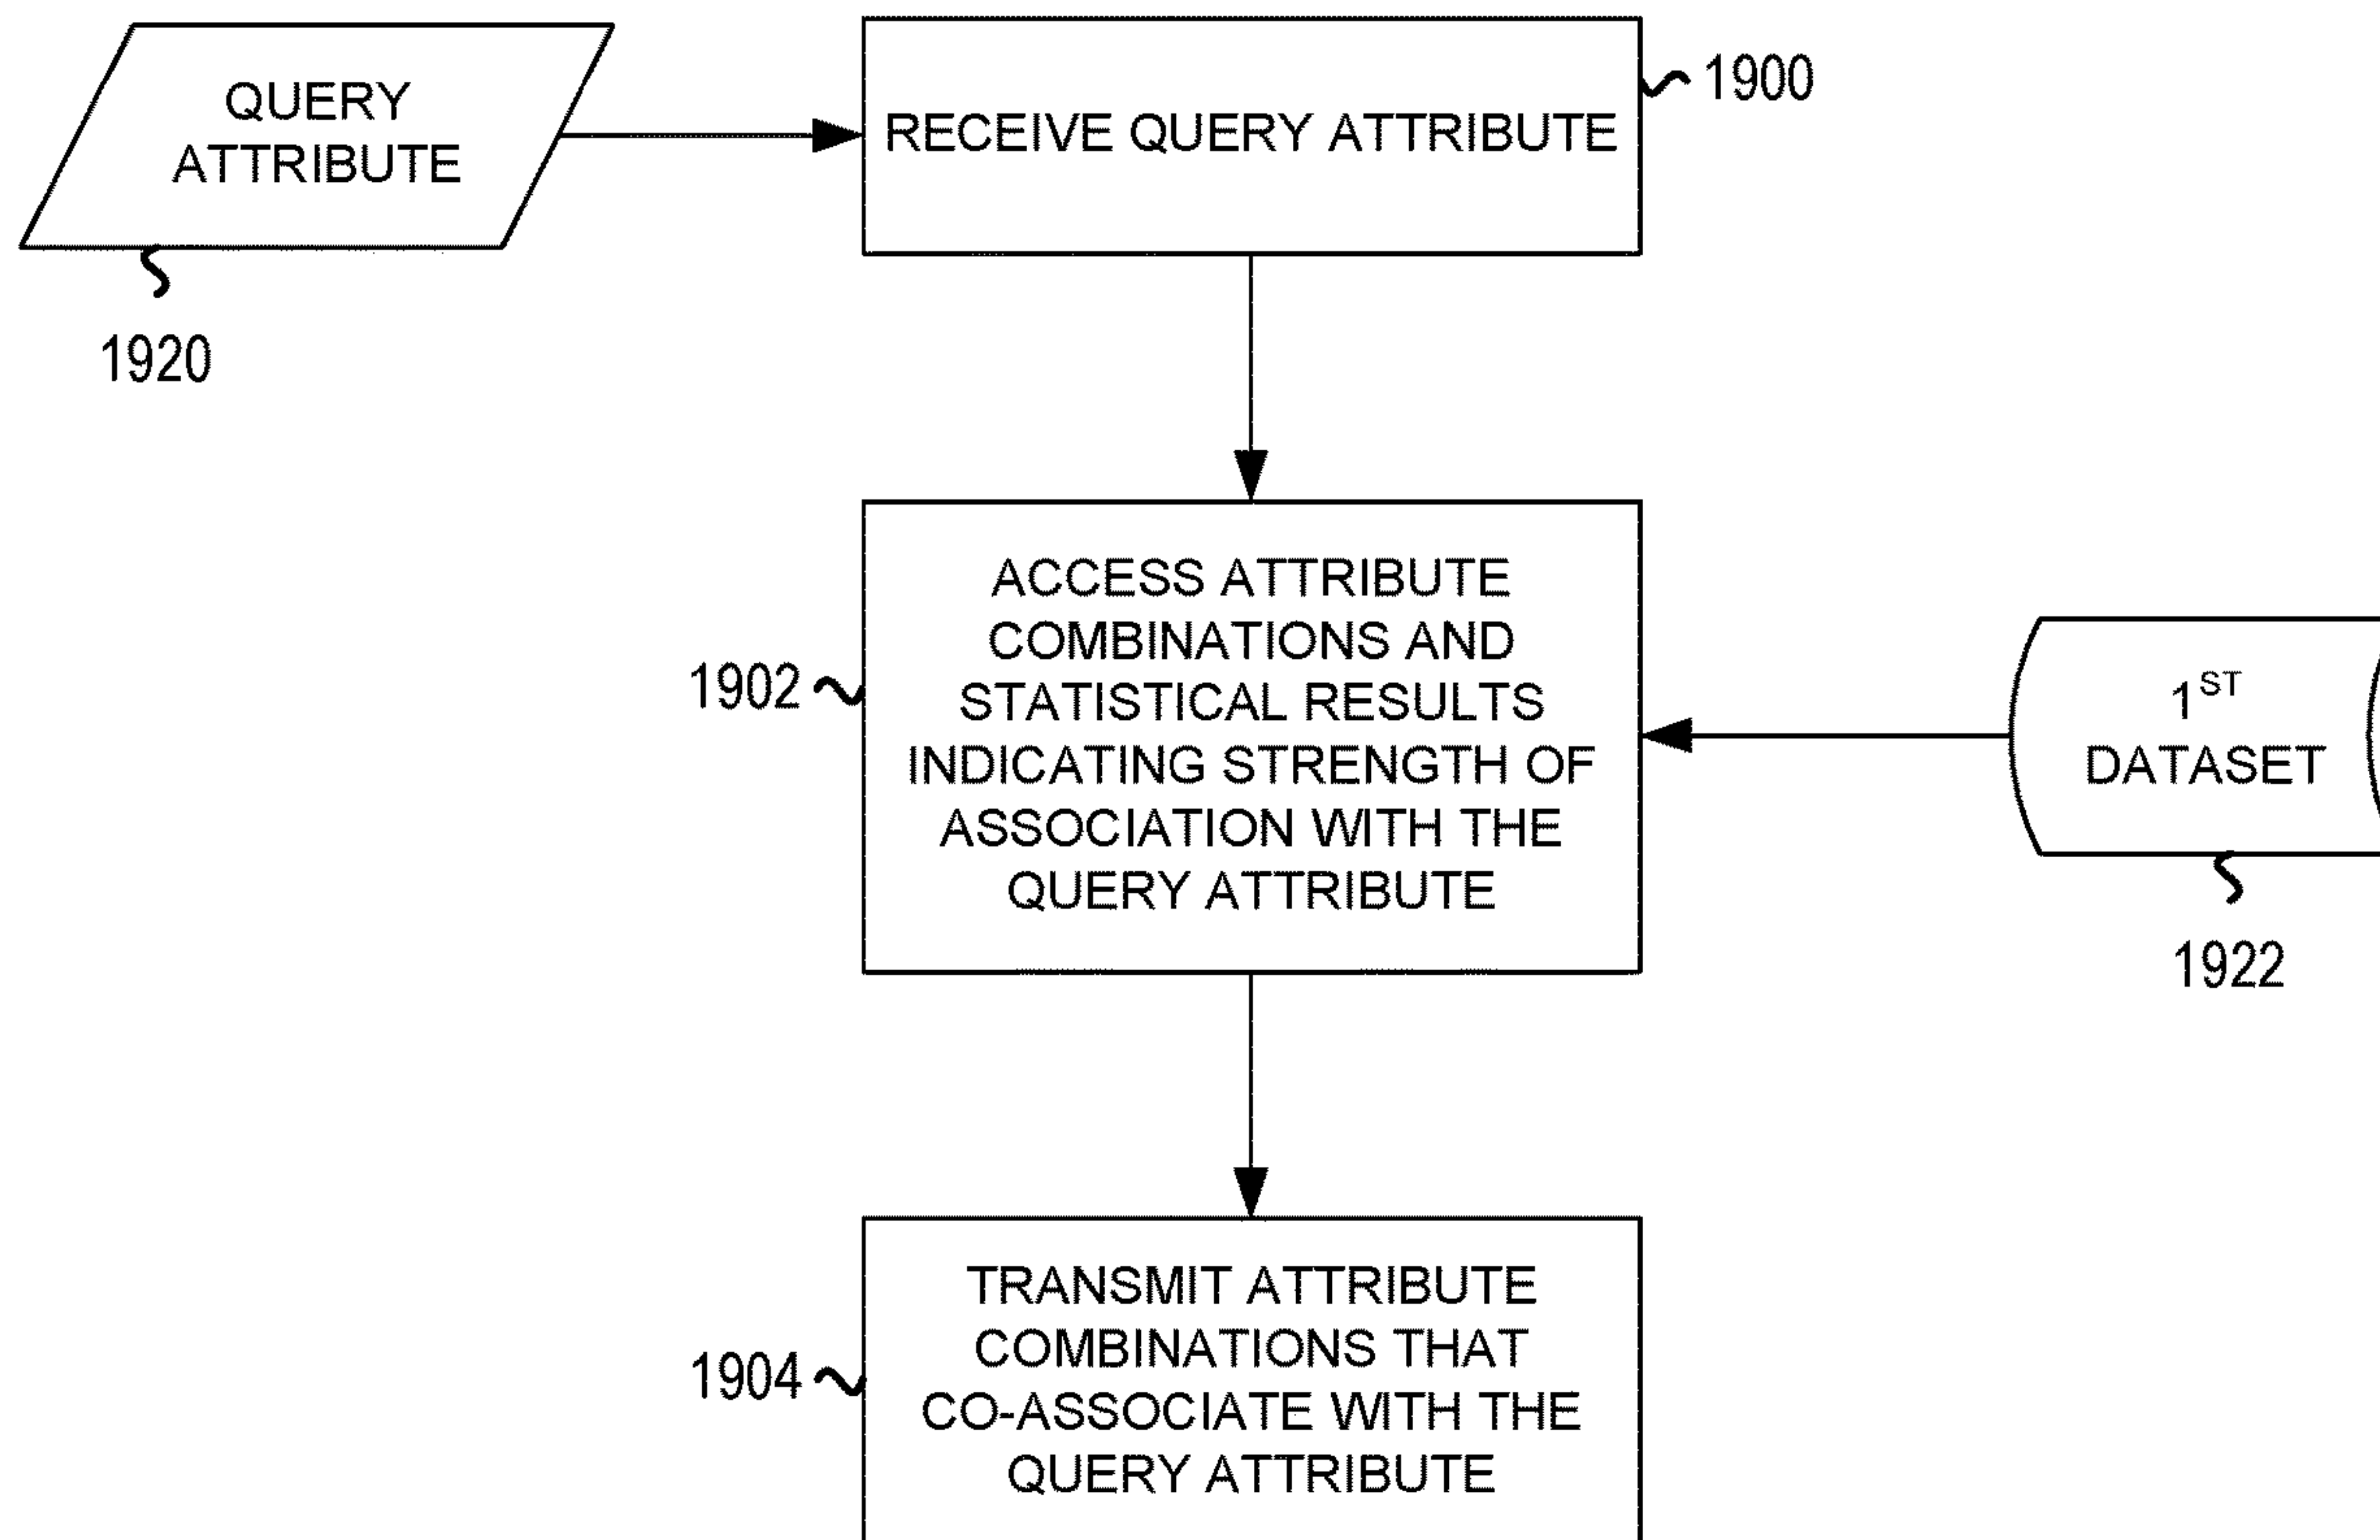 QUERY
ATTRIBUTE
1920
RECEIVE QUERY ATTRIBUTE
1900
ACCESS ATTRIBUTE
COMBINATIONS AND
STATISTICAL RESULTS
INDICATING STRENGTH OF
ASSOCIATION WITH THE
QUERY ATTRIBUTE
1902
1ST
DATASET
1922
TRANSMIT ATTRIBUTE
COMBINATIONS THAT
CO-ASSOCIATE WITH THE
QUERY ATTRIBUTE
1904